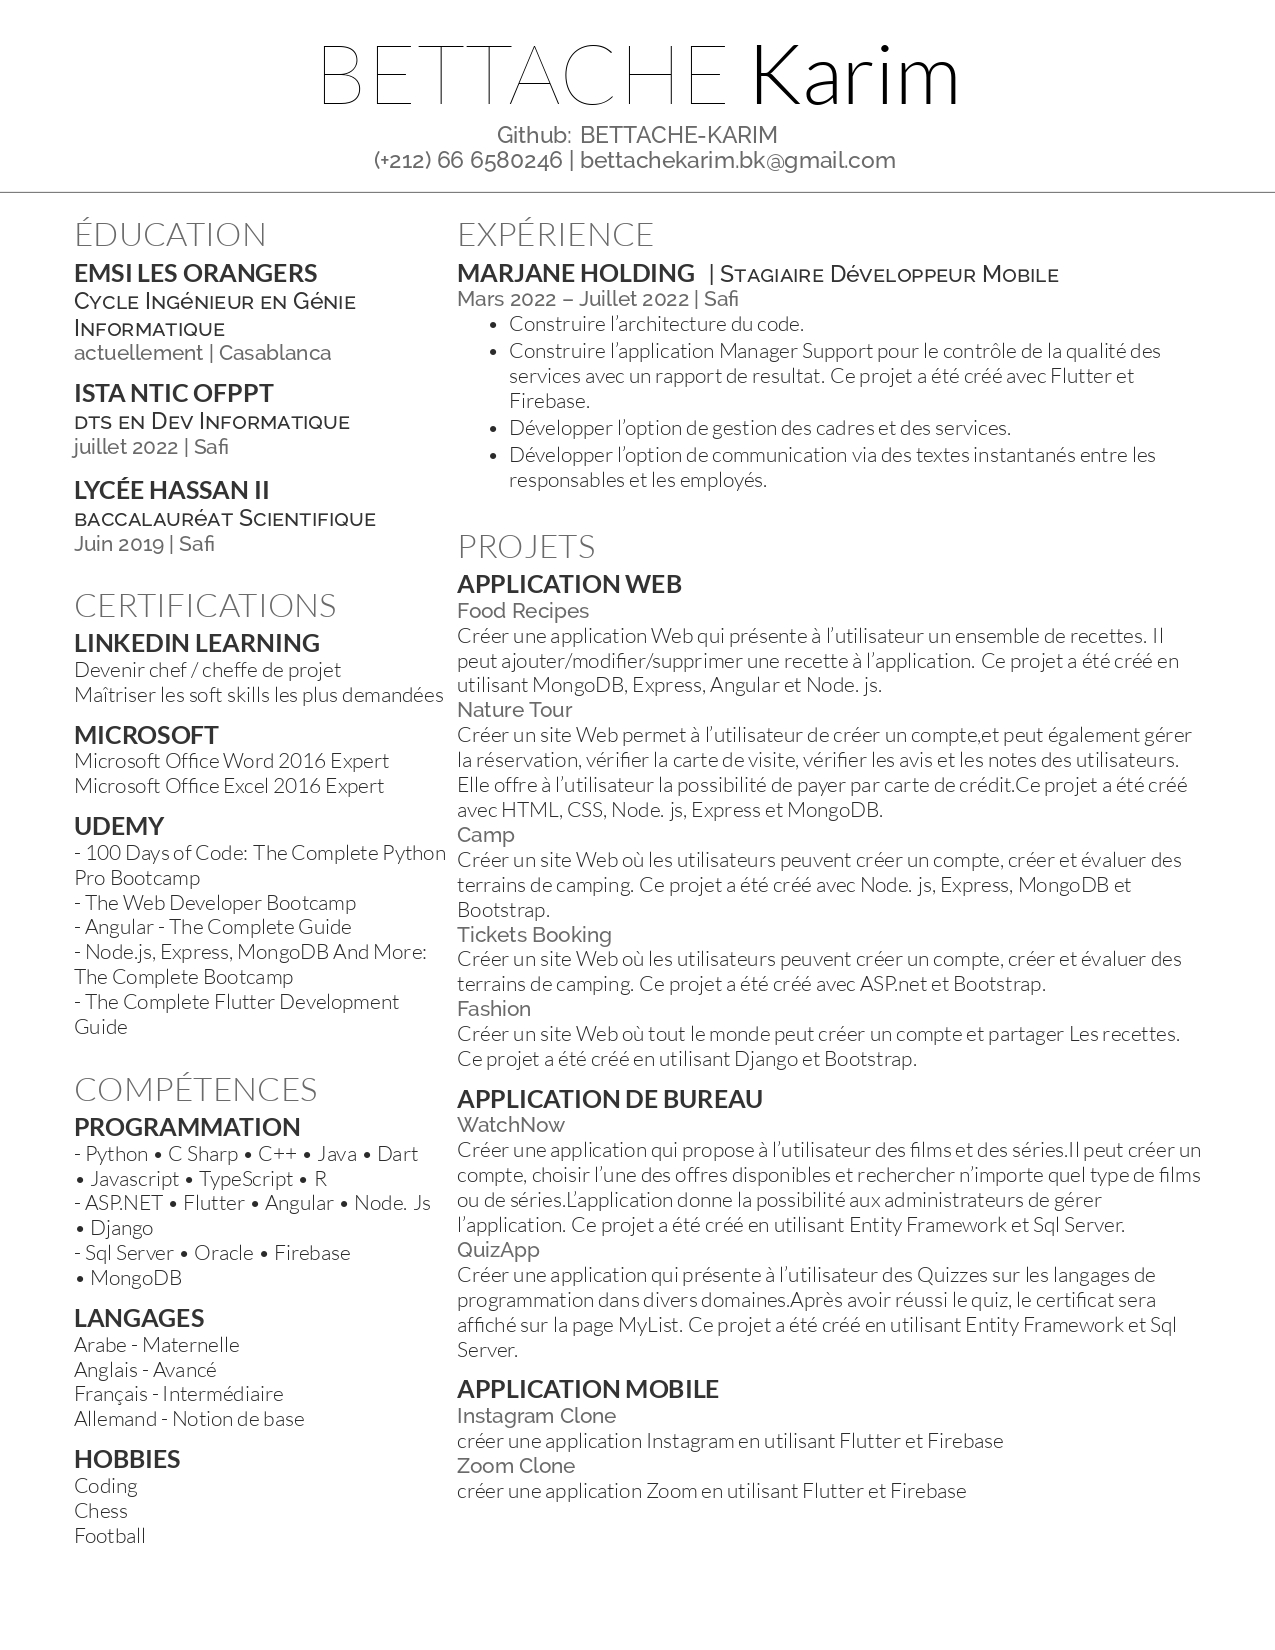 BETTACHE Karim
Github: BETTACHE-KARIM
(+212) 66 6580246 | bettachekarim.bk@gmail.com
ÉDUCATION
EMSI LES ORANGERS
Cycle Ingénieur en Génie
Informatique
actuellement | Casablanca
ISTA NTIC OFPPT
dts en Dev Informatique
juillet 2022 | Safi
LYCÉE HASSAN II
baccalauréat Scientifique
Juin 2019 | Safi
CERTIFICATIONS
LINKEDIN LEARNING
Devenir chef / cheffe de projet
Maîtriser les soft skills les plus demandées
MICROSOFT
Microsoft Office Word 2016 Expert
Microsoft Office Excel 2016 Expert
UDEMY
- 100 Days of Code: The Complete Python
Pro Bootcamp
- The Web Developer Bootcamp
- Angular - The Complete Guide
- Node.js, Express, MongoDB And More:
The Complete Bootcamp
- The Complete Flutter Development
Guide
COMPÉTENCES
PROGRAMMATION
- Python • C Sharp • C++ • Java • Dart
• Javascript • TypeScript • R
- ASP.NET • Flutter • Angular • Node. Js
• Django
- Sql Server • Oracle • Firebase
• MongoDB
LANGAGES
Arabe - Maternelle
Anglais - Avancé
Français - Intermédiaire
Allemand - Notion de base
HOBBIES
Coding
Chess
Football
EXPÉRIENCE
MARJANE HOLDING | Stagiaire Développeur Mobile
Mars 2022 – Juillet 2022 | Safi
• Construire l’architecture du code.
• Construire l’application Manager Support pour le contrôle de la qualité des
services avec un rapport de resultat. Ce projet a été créé avec Flutter et
Firebase.
• Développer l’option de gestion des cadres et des services.
• Développer l’option de communication via des textes instantanés entre les
responsables et les employés.
PROJETS
APPLICATION WEB
Food Recipes
Créer une application Web qui présente à l’utilisateur un ensemble de recettes. Il
peut ajouter/modifier/supprimer une recette à l’application. Ce projet a été créé en
utilisant MongoDB, Express, Angular et Node. js.
Nature Tour
Créer un site Web permet à l’utilisateur de créer un compte,et peut également gérer
la réservation, vérifier la carte de visite, vérifier les avis et les notes des utilisateurs.
Elle offre à l’utilisateur la possibilité de payer par carte de crédit.Ce projet a été créé
avec HTML, CSS, Node. js, Express et MongoDB.
Camp
Créer un site Web où les utilisateurs peuvent créer un compte, créer et évaluer des
terrains de camping. Ce projet a été créé avec Node. js, Express, MongoDB et
Bootstrap.
Tickets Booking
Créer un site Web où les utilisateurs peuvent créer un compte, créer et évaluer des
terrains de camping. Ce projet a été créé avec ASP.net et Bootstrap.
Fashion
Créer un site Web où tout le monde peut créer un compte et partager Les recettes.
Ce projet a été créé en utilisant Django et Bootstrap.
APPLICATION DE BUREAU
WatchNow
Créer une application qui propose à l’utilisateur des films et des séries.Il peut créer un
compte, choisir l’une des offres disponibles et rechercher n’importe quel type de films
ou de séries.L’application donne la possibilité aux administrateurs de gérer
l’application. Ce projet a été créé en utilisant Entity Framework et Sql Server.
QuizApp
Créer une application qui présente à l’utilisateur des Quizzes sur les langages de
programmation dans divers domaines.Après avoir réussi le quiz, le certificat sera
affiché sur la page MyList. Ce projet a été créé en utilisant Entity Framework et Sql
Server.
APPLICATION MOBILE
Instagram Clone
créer une application Instagram en utilisant Flutter et Firebase
Zoom Clone
créer une application Zoom en utilisant Flutter et Firebase